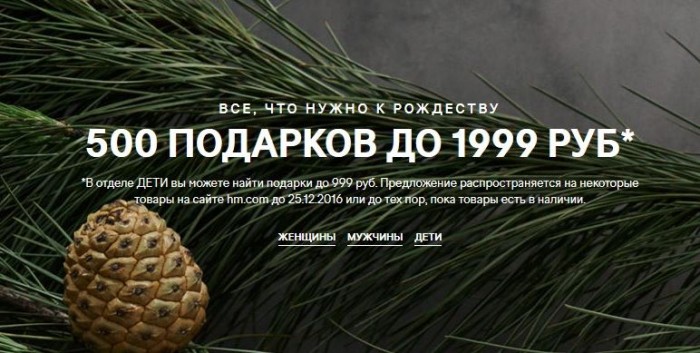 ВСЕ, ЧТО НУЖНО К РОЖДЕСТВУ
500 ПОДАРКОВ ДО 1999 РУБ*
*В отделе ДЕТИ вы можете найти подарки до 999 руб. Предложение распространяется на некоторые
товары на сайте hm.com до 25.12.2016 или до тех пор, пока товары есть в наличии.
ЖЕНЩИНЫ МУЖЧИНЫ ДЕТИ